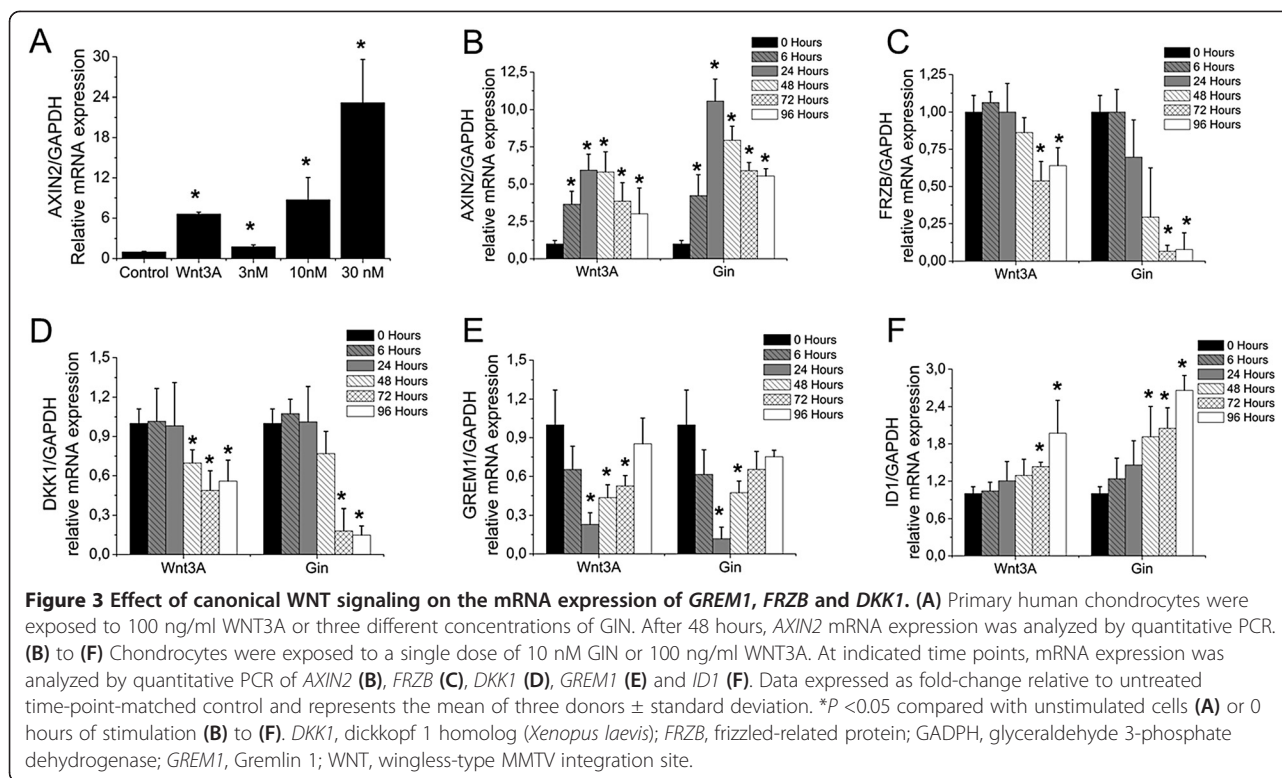 A
AXIN2/GAPDH
Relative mRNA expression
30
24
18
12
6
0
* * * *
Control Wnt3A 3nM 10nM 30 nM
B
AXIN2/GAPDH
relative mRNA expression
12,5
10,0
7,5
5,0
2,5
0,0
0 Hours
6 Hours
24 Hours
48 Hours
72 Hours
96 Hours
* * * * * * * * * *
Wnt3A Gin
C
FRZB/GAPDH
relative mRNA expression
1,25
1,00
0,75
0,50
0,25
0,00
0 Hours
6 Hours
24 Hours
48 Hours
72 Hours
96 Hours
* * * *
Wnt3A Gin
D
DKK1/GAPDH
relative mRNA expression
1,5
1,2
0,9
0,6
0,3
0,0
0 Hours
6 Hours
24 Hours
48 Hours
72 Hours
96 Hours
* * * * *
Wnt3A Gin
E
GREM1/GAPDH
relative mRNA expression
1,5
1,2
0,9
0,6
0,3
0,0
0 Hours
6 Hours
24 Hours
48 Hours
72 Hours
96 Hours
* * * * *
Wnt3A Gin
F
ID1/GAPDH
relative mRNA expression
3,0
2,4
1,8
1,2
0,6
0,0
0 Hours
6 Hours
24 Hours
48 Hours
72 Hours
96 Hours
* * * * *
Wnt3A Gin
Figure 3 Effect of canonical WNT signaling on the mRNA expression of GREM1, FRZB and DKK1. (A) Primary human chondrocytes were
exposed to 100 ng/ml WNT3A or three different concentrations of GIN. After 48 hours, AXIN2 mRNA expression was analyzed by quantitative PCR.
(B) to (F) Chondrocytes were exposed to a single dose of 10 nM GIN or 100 ng/ml WNT3A. At indicated time points, mRNA expression was
analyzed by quantitative PCR of AXIN2 (B), FRZB (C), DKK1 (D), GREM1 (E) and ID1 (F). Data expressed as fold-change relative to untreated
time-point-matched control and represents the mean of three donors ± standard deviation. *P <0.05 compared with unstimulated cells (A) or 0
hours of stimulation (B) to (F). DKK1, dickkopf 1 homolog (Xenopus laevis); FRZB, frizzled-related protein; GADPH, glyceraldehyde 3-phosphate
dehydrogenase; GREM1, Gremlin 1; WNT, wingless-type MMTV integration site.